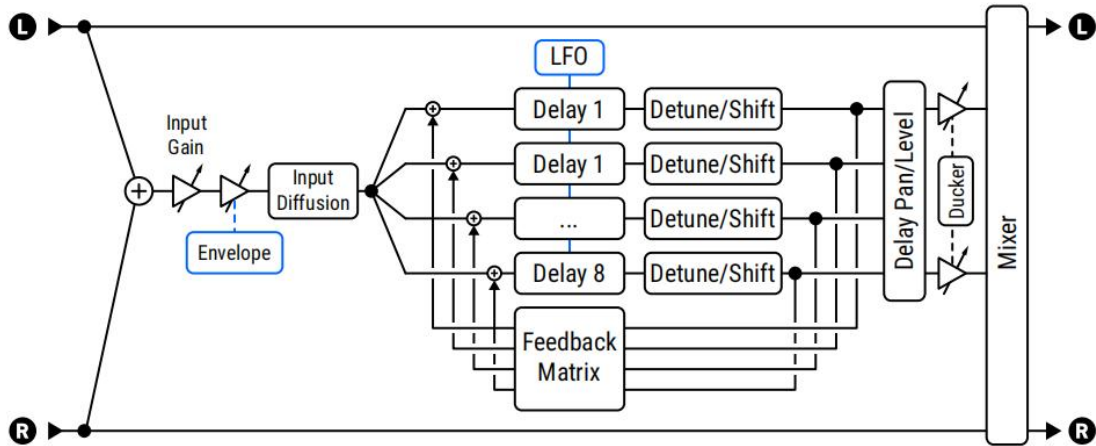 L
L
LFO
Delay 1
Detune/Shift
Input
Gain
Delay 1
Detune/Shift
+
Input
Diffusion
...
Detune/Shift
Envelope
Delay 8
Detune/Shift
Feedback
Matrix
Delay Pan/Level
Ducker
Mixer
R
R